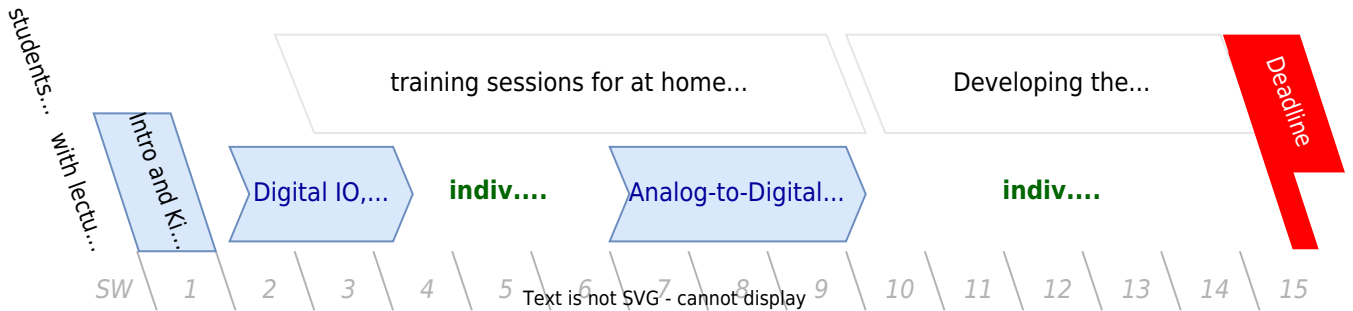 students...
training sessions for at home...
Developing the...
Deadline
with lectu...
Intro and Ki...
Digital IO,...
indiv....
Analog-to-Digital...
indiv....
SW 1 2 3 4 5 6 7 8 9 10 11 12 13 14 15
Text is not SVG - cannot display